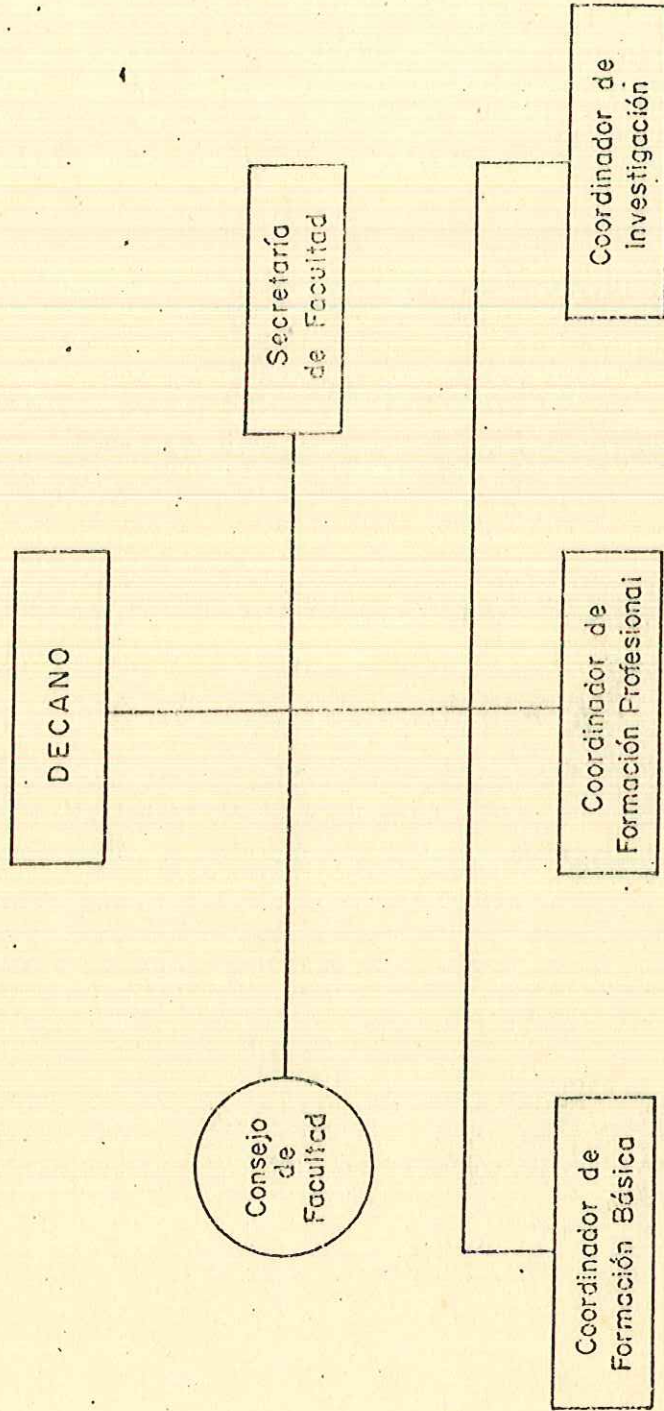 DECANO
Consejo
de
Facultad
Secretaría
de Facultad
Coordinador de
Formación Básica
Coordinador de
Formación Profesional
Coordinador de
Investigación